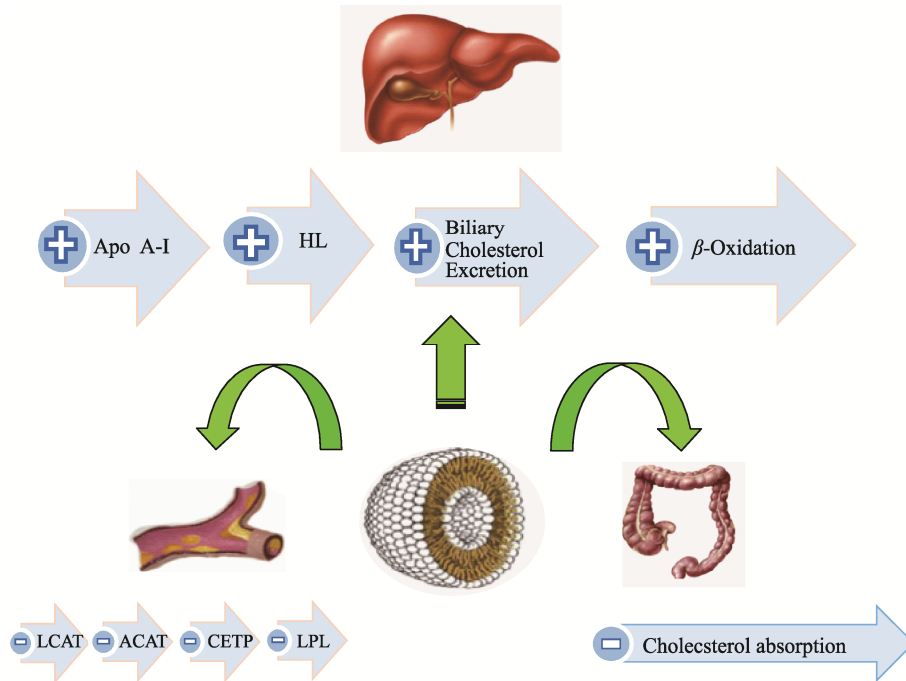 Apo A-I
HL
Biliary
Cholesterol
Excretion
β-Oxidation
LCAT
ACAT
CETP
LPL
Cholecsterol absorption